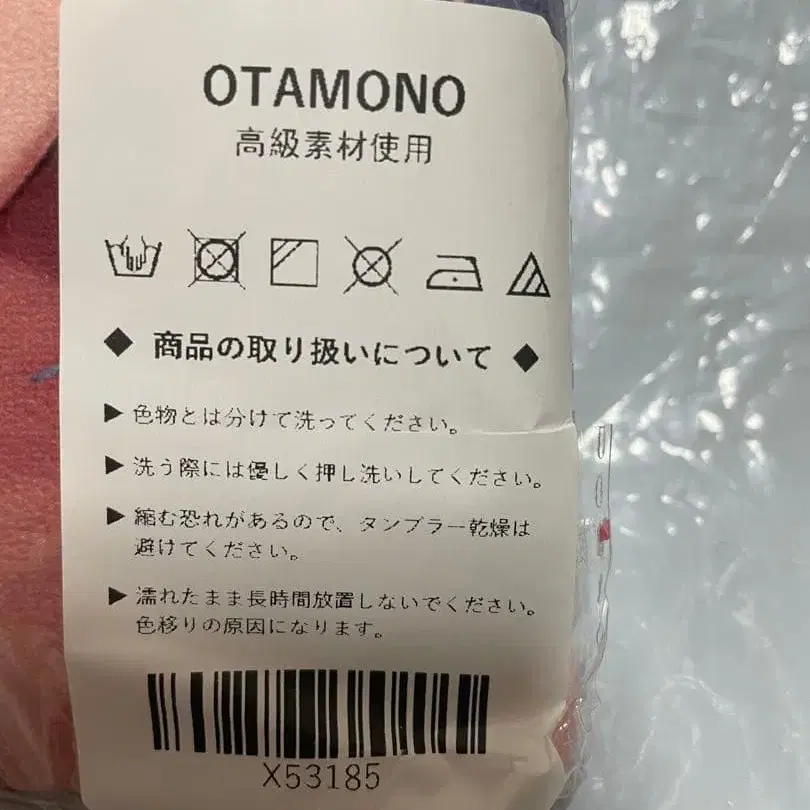 OTAMONO
高級素材使用
◆ 商品の取り扱いについて ◆
▶ 色物とは分けて洗ってください。
▶ 洗う際には優しく押し洗いしてください。
▶ 縮む恐れがあるので、タンブラー乾燥は
避けてください。
▶ 濡れたまま長時間放置しないでください。
色移りの原因になります。
X53185